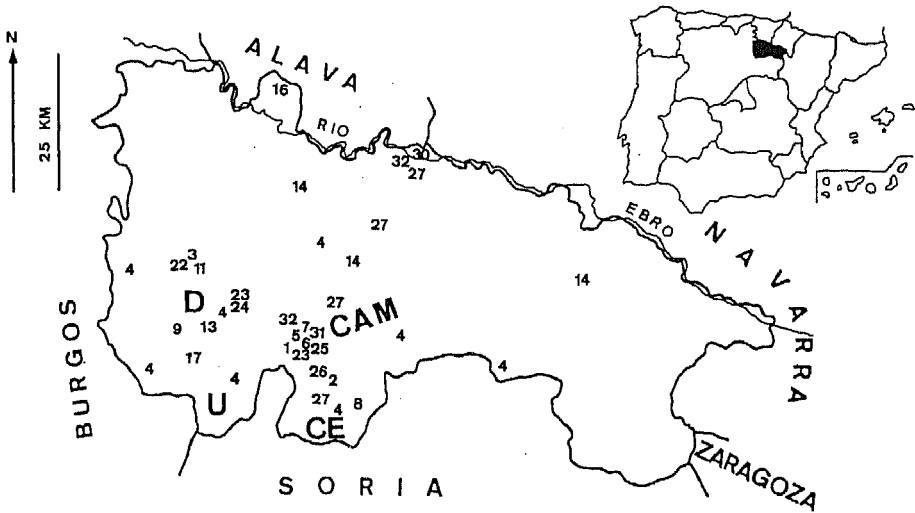 N
25 KM
ALAVA
16
RIO
32 30
27
14
27
4
14
EBRO
NAVARRA
14
4
22 3 11
D
4
23
24
9 13
17
4
4
U
27
CAM
32
5 7 31
6
1 23 25
4
4
26 2
27 4 8
CE
BURGOS
SORIA
ZARAGOZA